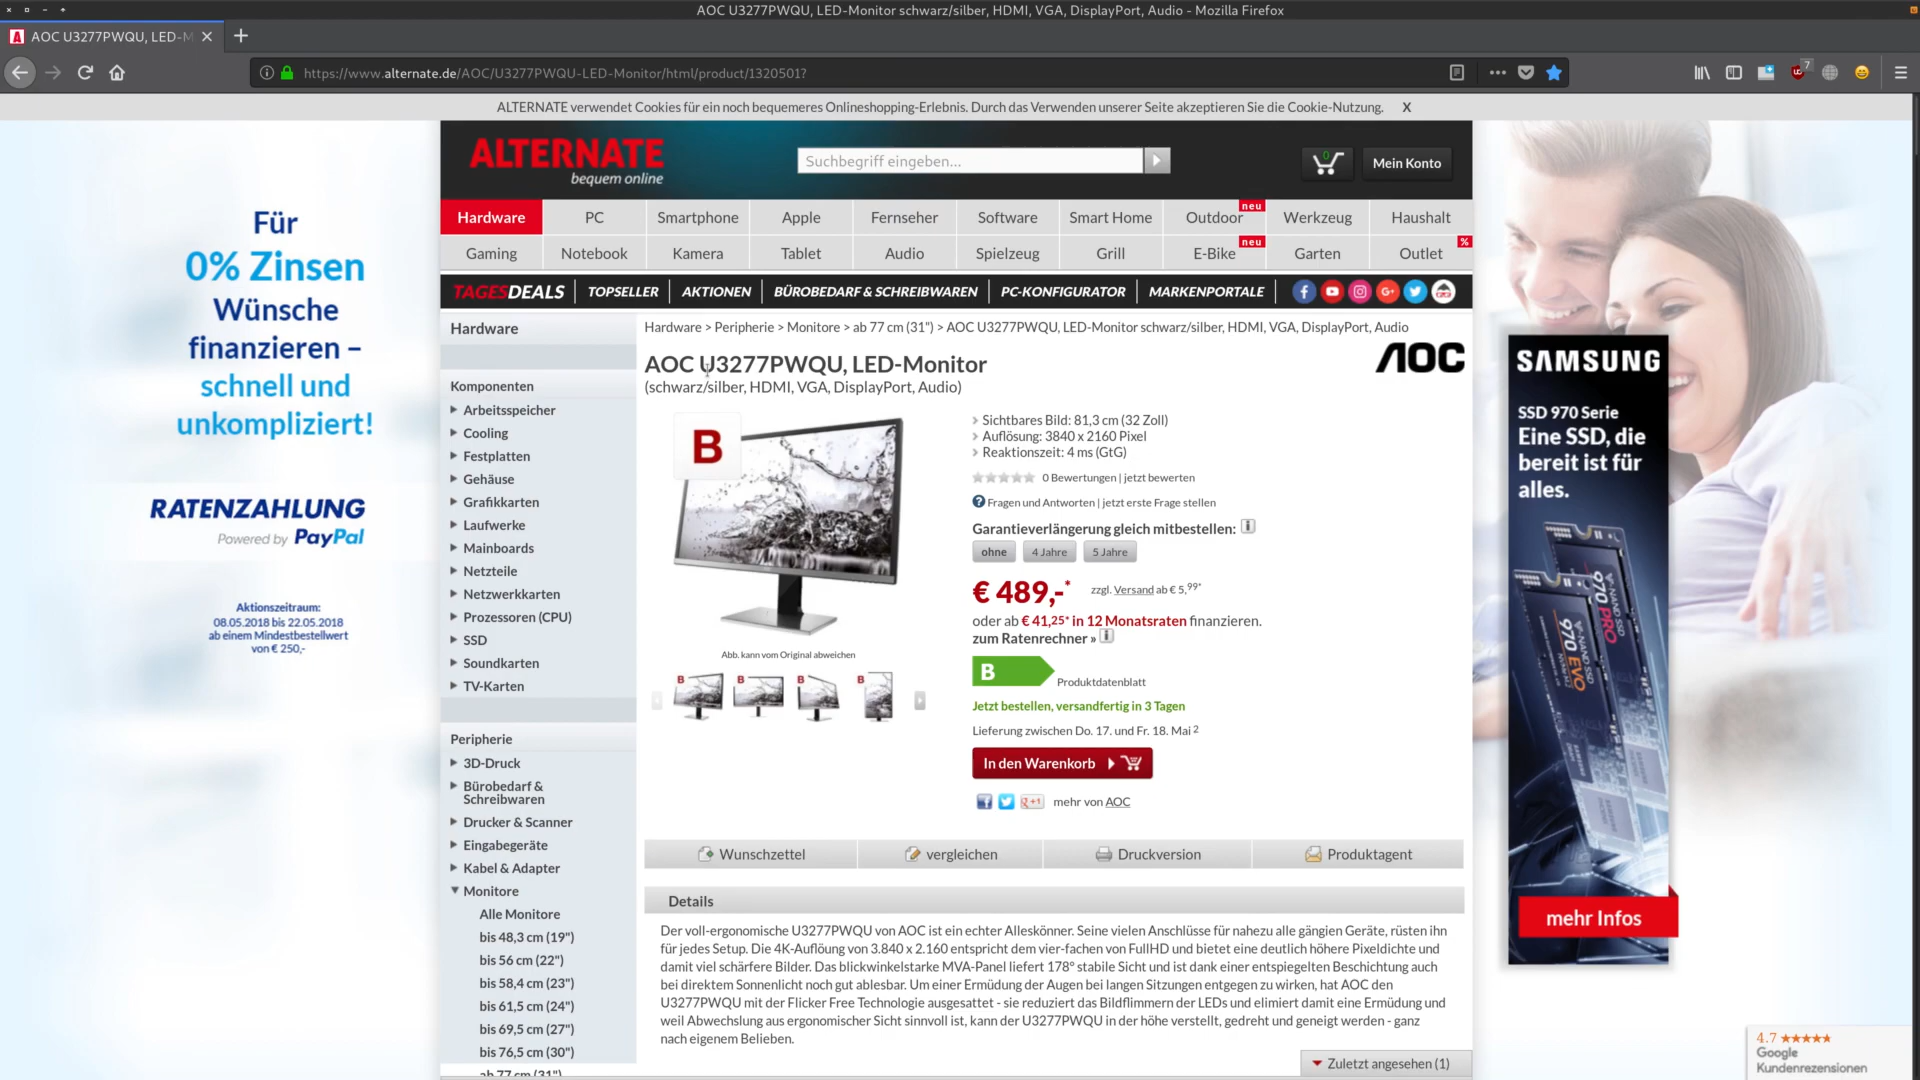 AOC U3277PWQU, LED-Monitor schwarz/silber, HDMI, VGA, DisplayPort, Audio - Mozilla Firefox
AOC U3277PWQU, LED-M
https://www.alternate.de/AOC/U3277PWQU-LED-Monitor/html/product/1320501?
7
ALTERNATE verwendet Cookies für ein noch bequemeres Onlineshopping-Erlebnis. Durch das Verwenden unserer Seite akzeptieren Sie die Cookie-Nutzung. X
Für
0% Zinsen
Wünsche
finanzieren –
schnell und
unkompliziert!
RATENZAHLUNG
Powered by PayPal
Aktionszeitraum:
08.05.2018 bis 22.05.2018
ab einem Mindestbestellwert
von € 250,-
ALTERNATE
bequem online
Suchbegriff eingeben...
0
Mein Konto
Hardware PC Smartphone Apple Fernseher Software Smart Home Outdoor neu Werkzeug Haushalt
Gaming Notebook Kamera Tablet Audio Spielzeug Grill E-Bike neu Garten Outlet %
TAGESDEALS TOPSELLER AKTIONEN BÜROBEDARF & SCHREIBWAREN PC-KONFIGURATOR MARKENPORTALE
Hardware
Komponenten
Arbeitsspeicher
Cooling
Festplatten
Gehäuse
Grafikkarten
Laufwerke
Mainboards
Netzteile
Netzwerkkarten
Prozessoren (CPU)
SSD
Soundkarten
TV-Karten
Peripherie
3D-Druck
Bürobedarf &
Schreibwaren
Drucker & Scanner
Eingabegeräte
Kabel & Adapter
Monitore
Alle Monitore
bis 48,3 cm (19")
bis 56 cm (22")
bis 58,4 cm (23")
bis 61,5 cm (24")
bis 69,5 cm (27")
bis 76,5 cm (30")
ab 77 cm (31")
Hardware > Peripherie > Monitore > ab 77 cm (31") > AOC U3277PWQU, LED-Monitor schwarz/silber, HDMI, VGA, DisplayPort, Audio
AOC U3277PWQU, LED-Monitor
(schwarz/silber, HDMI, VGA, DisplayPort, Audio)
AOC
B
Abb. kann vom Original abweichen
B B B B
Sichtbares Bild: 81,3 cm (32 Zoll)
Auflösung: 3840 x 2160 Pixel
Reaktionszeit: 4 ms (GtG)
0 Bewertungen | jetzt bewerten
Fragen und Antworten | jetzt erste Frage stellen
Garantieverlängerung gleich mitbestellen:
ohne 4 Jahre 5 Jahre
€ 489,-* zzgl. Versand ab € 5,99*
oder ab € 41,25* in 12 Monatsraten finanzieren.
zum Ratenrechner »
B Produktdatenblatt
Jetzt bestellen, versandfertig in 3 Tagen
Lieferung zwischen Do. 17. und Fr. 18. Mai 2
In den Warenkorb
mehr von AOC
Wunschzettel vergleichen Druckversion Produktagent
Details
Der voll-ergonomische U3277PWQU von AOC ist ein echter Alleskönner. Seine vielen Anschlüsse für nahezu alle gängien Geräte, rüsten ihn
für jedes Setup. Die 4K-Auflöung von 3.840 x 2.160 entspricht dem vier-fachen von FullHD und bietet eine deutlich höhere Pixeldichte und
damit viel schärfere Bilder. Das blickwinkelstarke MVA-Panel liefert 178° stabile Sicht und ist dank einer entspiegelten Beschichtung auch
bei direktem Sonnenlicht noch gut ablesbar. Um einer Ermüdung der Augen bei langen Sitzungen entgegen zu wirken, hat AOC den
U3277PWQU mit der Flicker Free Technologie ausgesattet - sie reduziert das Bildflimmern der LEDs und elimiert damit eine Ermüdung und
weil Abwechslung aus ergonomischer Sicht sinnvoll ist, kann der U3277PWQU in der höhe verstellt, gedreht und geneigt werden - ganz
nach eigenem Belieben.
Zuletzt angesehen (1)
SAMSUNG
SSD 970 Serie
Eine SSD, die
bereit ist für
alles.
970 PRO
970 EVO
mehr Infos
4.7
Google
Kundenrezensionen